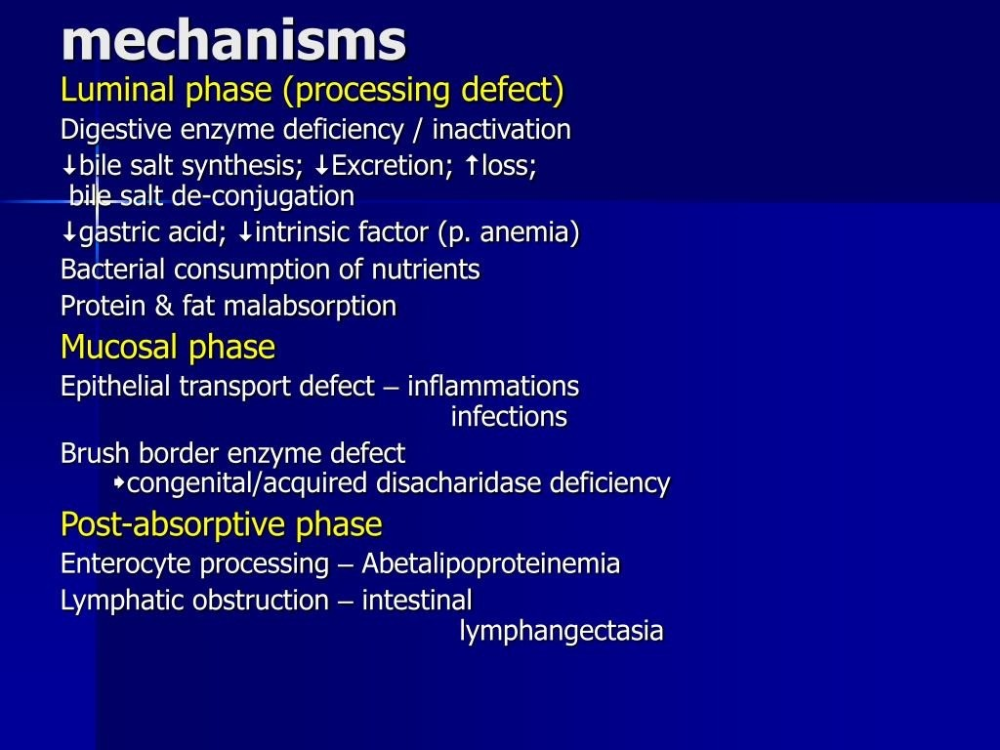 mechanisms
Luminal phase (processing defect)
Digestive enzyme deficiency / inactivation
↓bile salt synthesis; ↓Excretion; ↑loss;
bile salt de-conjugation
↓gastric acid; ↓intrinsic factor (p. anemia)
Bacterial consumption of nutrients
Protein & fat malabsorption
Mucosal phase
Epithelial transport defect – inflammations
infections
Brush border enzyme defect
➧congenital/acquired disacharidase deficiency
Post-absorptive phase
Enterocyte processing – Abetalipoproteinemia
Lymphatic obstruction – intestinal
lymphangectasia